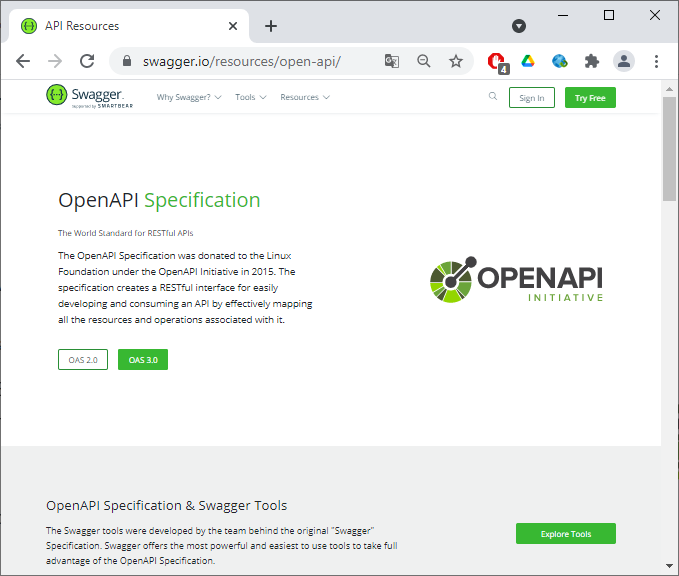 API Resources
swagger.io/resources/open-api/
4
Swagger.
Supported by SMARTBEAR
Why Swagger?
Tools
Resources
Sign In
Try Free
OpenAPI Specification
The World Standard for RESTful APIs
The OpenAPI Specification was donated to the Linux
Foundation under the OpenAPI Initiative in 2015. The
specification creates a RESTful interface for easily
developing and consuming an API by effectively mapping
all the resources and operations associated with it.
OPENAPI
INITIATIVE
OAS 2.0
OAS 3.0
OpenAPI Specification & Swagger Tools
The Swagger tools were developed by the team behind the original "Swagger"
Specification. Swagger offers the most powerful and easiest to use tools to take full
advantage of the OpenAPI Specification.
Explore Tools